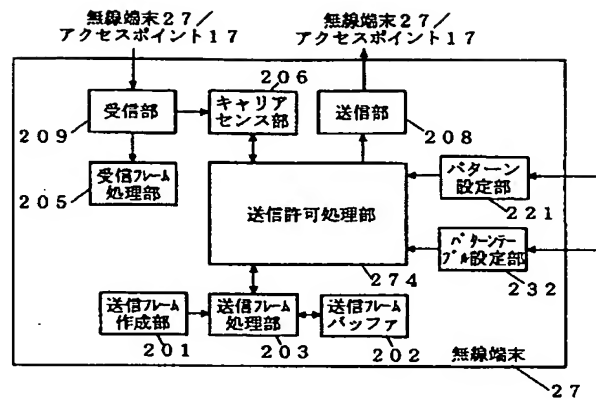 無線端末27/
アクセスポイント17
無線端末27/
アクセスポイント17
206
受信部
キャリア
センス部
送信部
209
208
受信フレーム
処理部
205
送信許可処理部
パターン
設定部
221
パターンテー
ブル設定部
232
274
送信フレーム
作成部
送信フレーム
処理部
送信フレーム
バッファ
201
203
202
無線端末
27